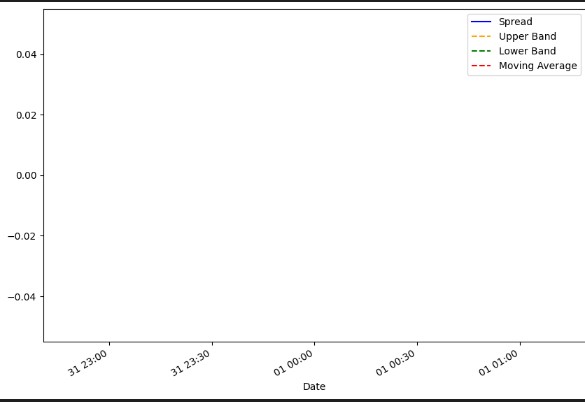 Spread
Upper Band
Lower Band
Moving Average
0.04
0.02
0.00
−0.02
−0.04
31 23:00
31 23:30
01 00:00
01 00:30
01 01:00
Date